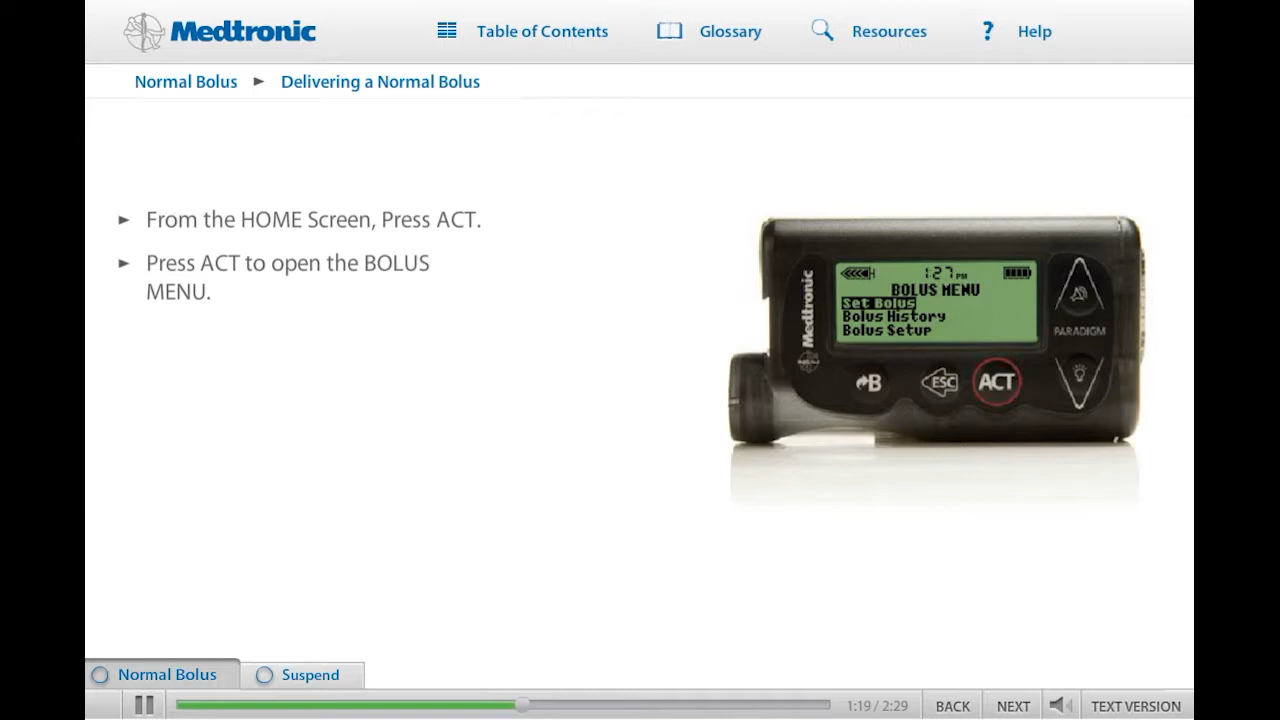 Medtronic
Table of Contents
Glossary
Resources
? Help
Normal Bolus ► Delivering a Normal Bolus
► From the HOME Screen, Press ACT.
► Press ACT to open the BOLUS
MENU.
Medtronic
1:27 PM
BOLUS MENU
Set Bolus
Bolus History
Bolus Setup
PARADIGM
B
ESC
ACT
Normal Bolus
Suspend
1:19 / 2:29
BACK
NEXT
TEXT VERSION